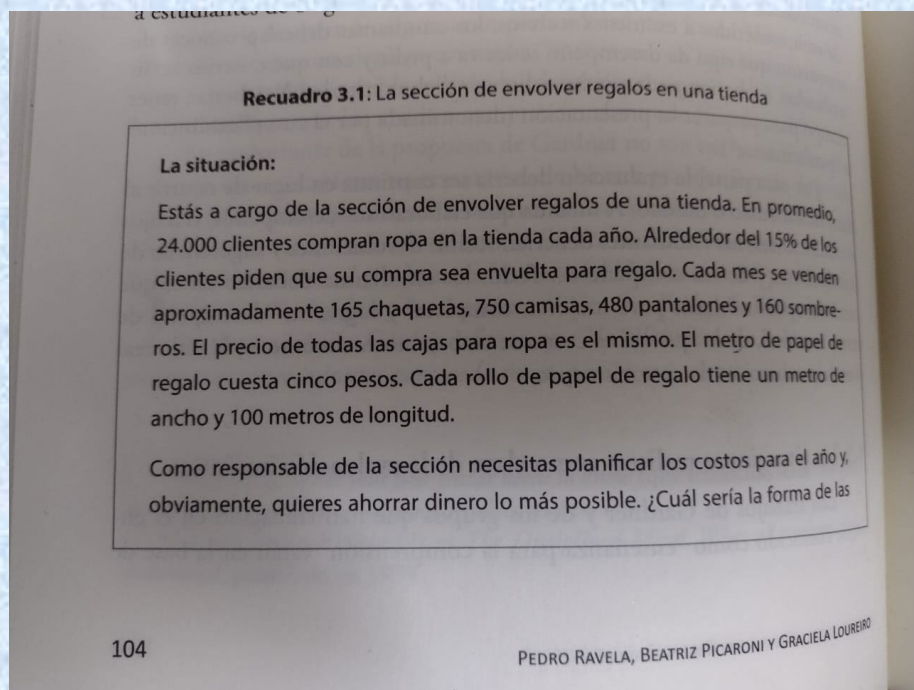 a estudiantes de
Recuadro 3.1: La sección de envolver regalos en una tienda
La situación:
Estás a cargo de la sección de envolver regalos de una tienda. En promedio,
24.000 clientes compran ropa en la tienda cada año. Alrededor del 15% de los
clientes piden que su compra sea envuelta para regalo. Cada mes se venden
aproximadamente 165 chaquetas, 750 camisas, 480 pantalones y 160 sombre-
ros. El precio de todas las cajas para ropa es el mismo. El metro de papel de
regalo cuesta cinco pesos. Cada rollo de papel de regalo tiene un metro de
ancho y 100 metros de longitud.
Como responsable de la sección necesitas planificar los costos para el año y,
obviamente, quieres ahorrar dinero lo más posible. ¿Cuál sería la forma de las
104
PEDRO RAVELA, BEATRIZ PICARONI Y GRACIELA LOUREIRO